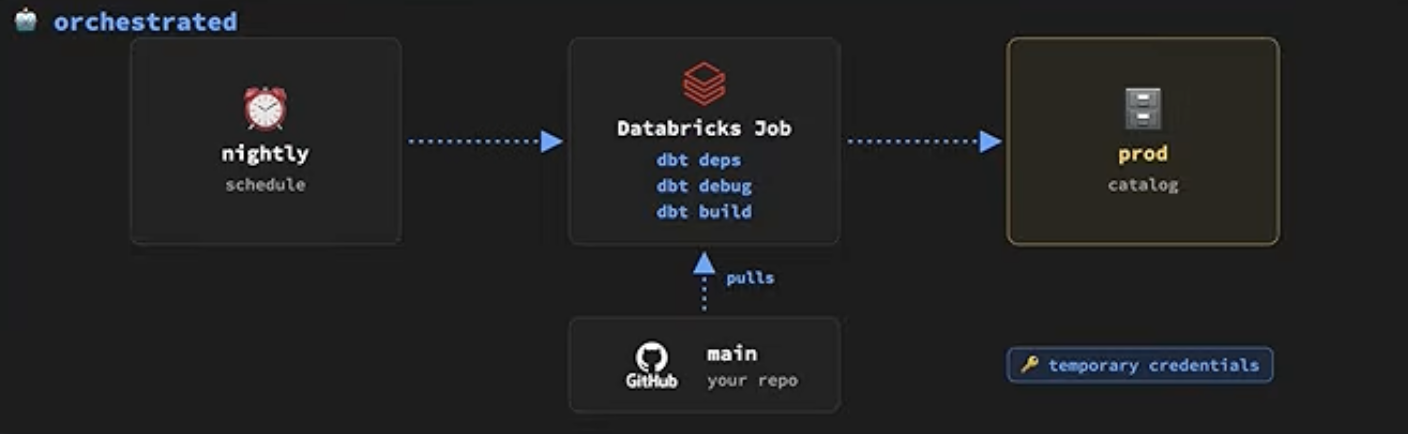 orchestrated
nightly
schedule
Databricks Job
dbt deps
dbt debug
dbt build
prod
catalog
pulls
GitHub
main
your repo
temporary credentials